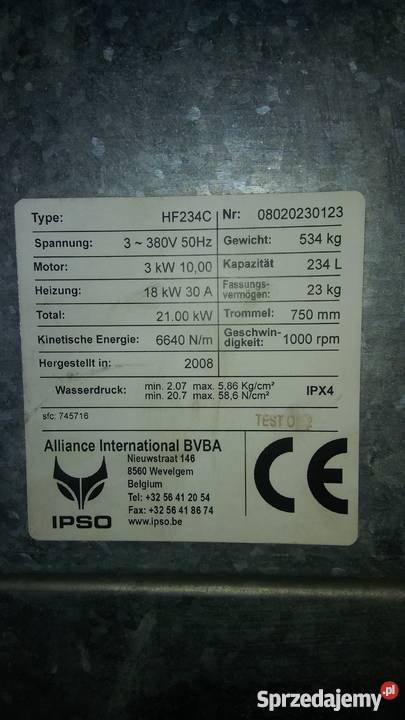 Type: HF234C Nr: 08020230123
Spannung: 3 ~ 380V 50Hz Gewicht: 534 kg
Motor: 3 kW 10,00 Kapazität 234 L
Heizung: 18 kW 30 A Fassungs-vermögen: 23 kg
Total: 21.00 kW Trommel: 750 mm
Kinetische Energie: 6640 N/m Geschwin-digkeit: 1000 rpm
Hergestellt in: 2008
Wasserdruck: min. 2.07 max. 5,86 Kg/cm²
min. 20.7 max. 58,6 N/cm²
IPX4
sfc: 745716
TEST
Alliance International BVBA
Nieuwstraat 146
8560 Wevelgem
Belgium
Tel: +32 56 41 20 54
Fax: +32 56 41 86 74
www.ipso.be
IPSO
CE
Sprzedajemy.pl